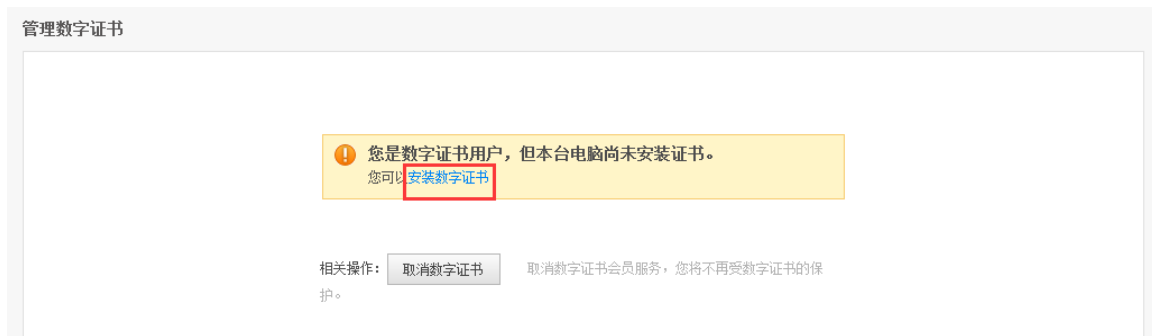 管理数字证书
您是数字证书用户，但本台电脑尚未安装证书。
您可以安装数字证书
相关操作： 取消数字证书 取消数字证书会员服务，您将不再受数字证书的保
护。